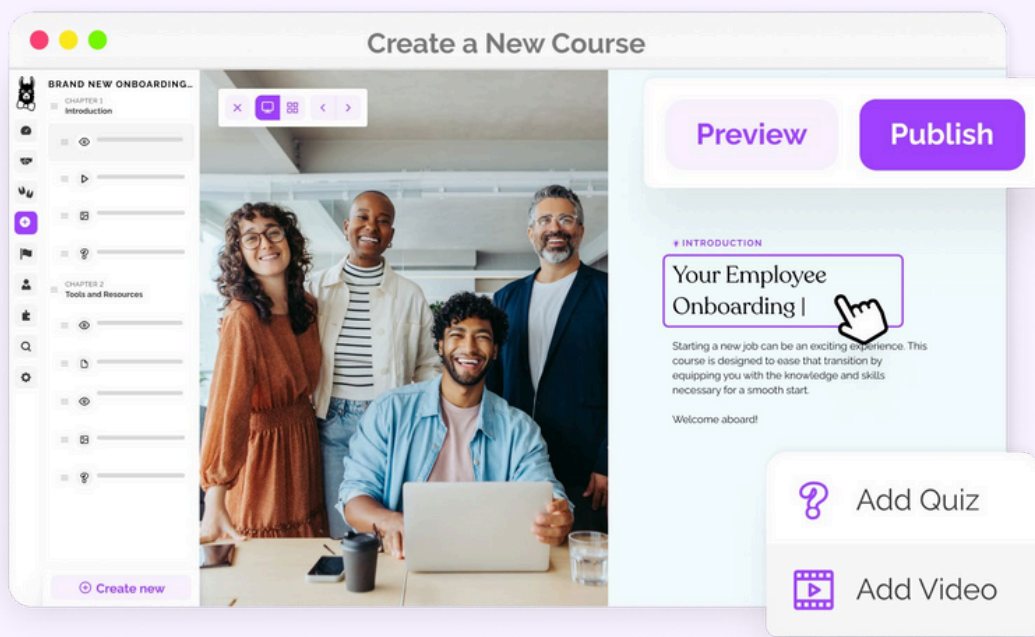 Create a New Course
BRAND NEW ONBOARDING...
CHAPTER 1
Introduction
CHAPTER 2
Tools and Resources
Create new
Preview
Publish
INTRODUCTION
Your Employee
Onboarding |
Starting a new job can be an exciting experience. This
course is designed to ease that transition by
equipping you with the knowledge and skills
necessary for a smooth start.
Welcome aboard!
Add Quiz
Add Video